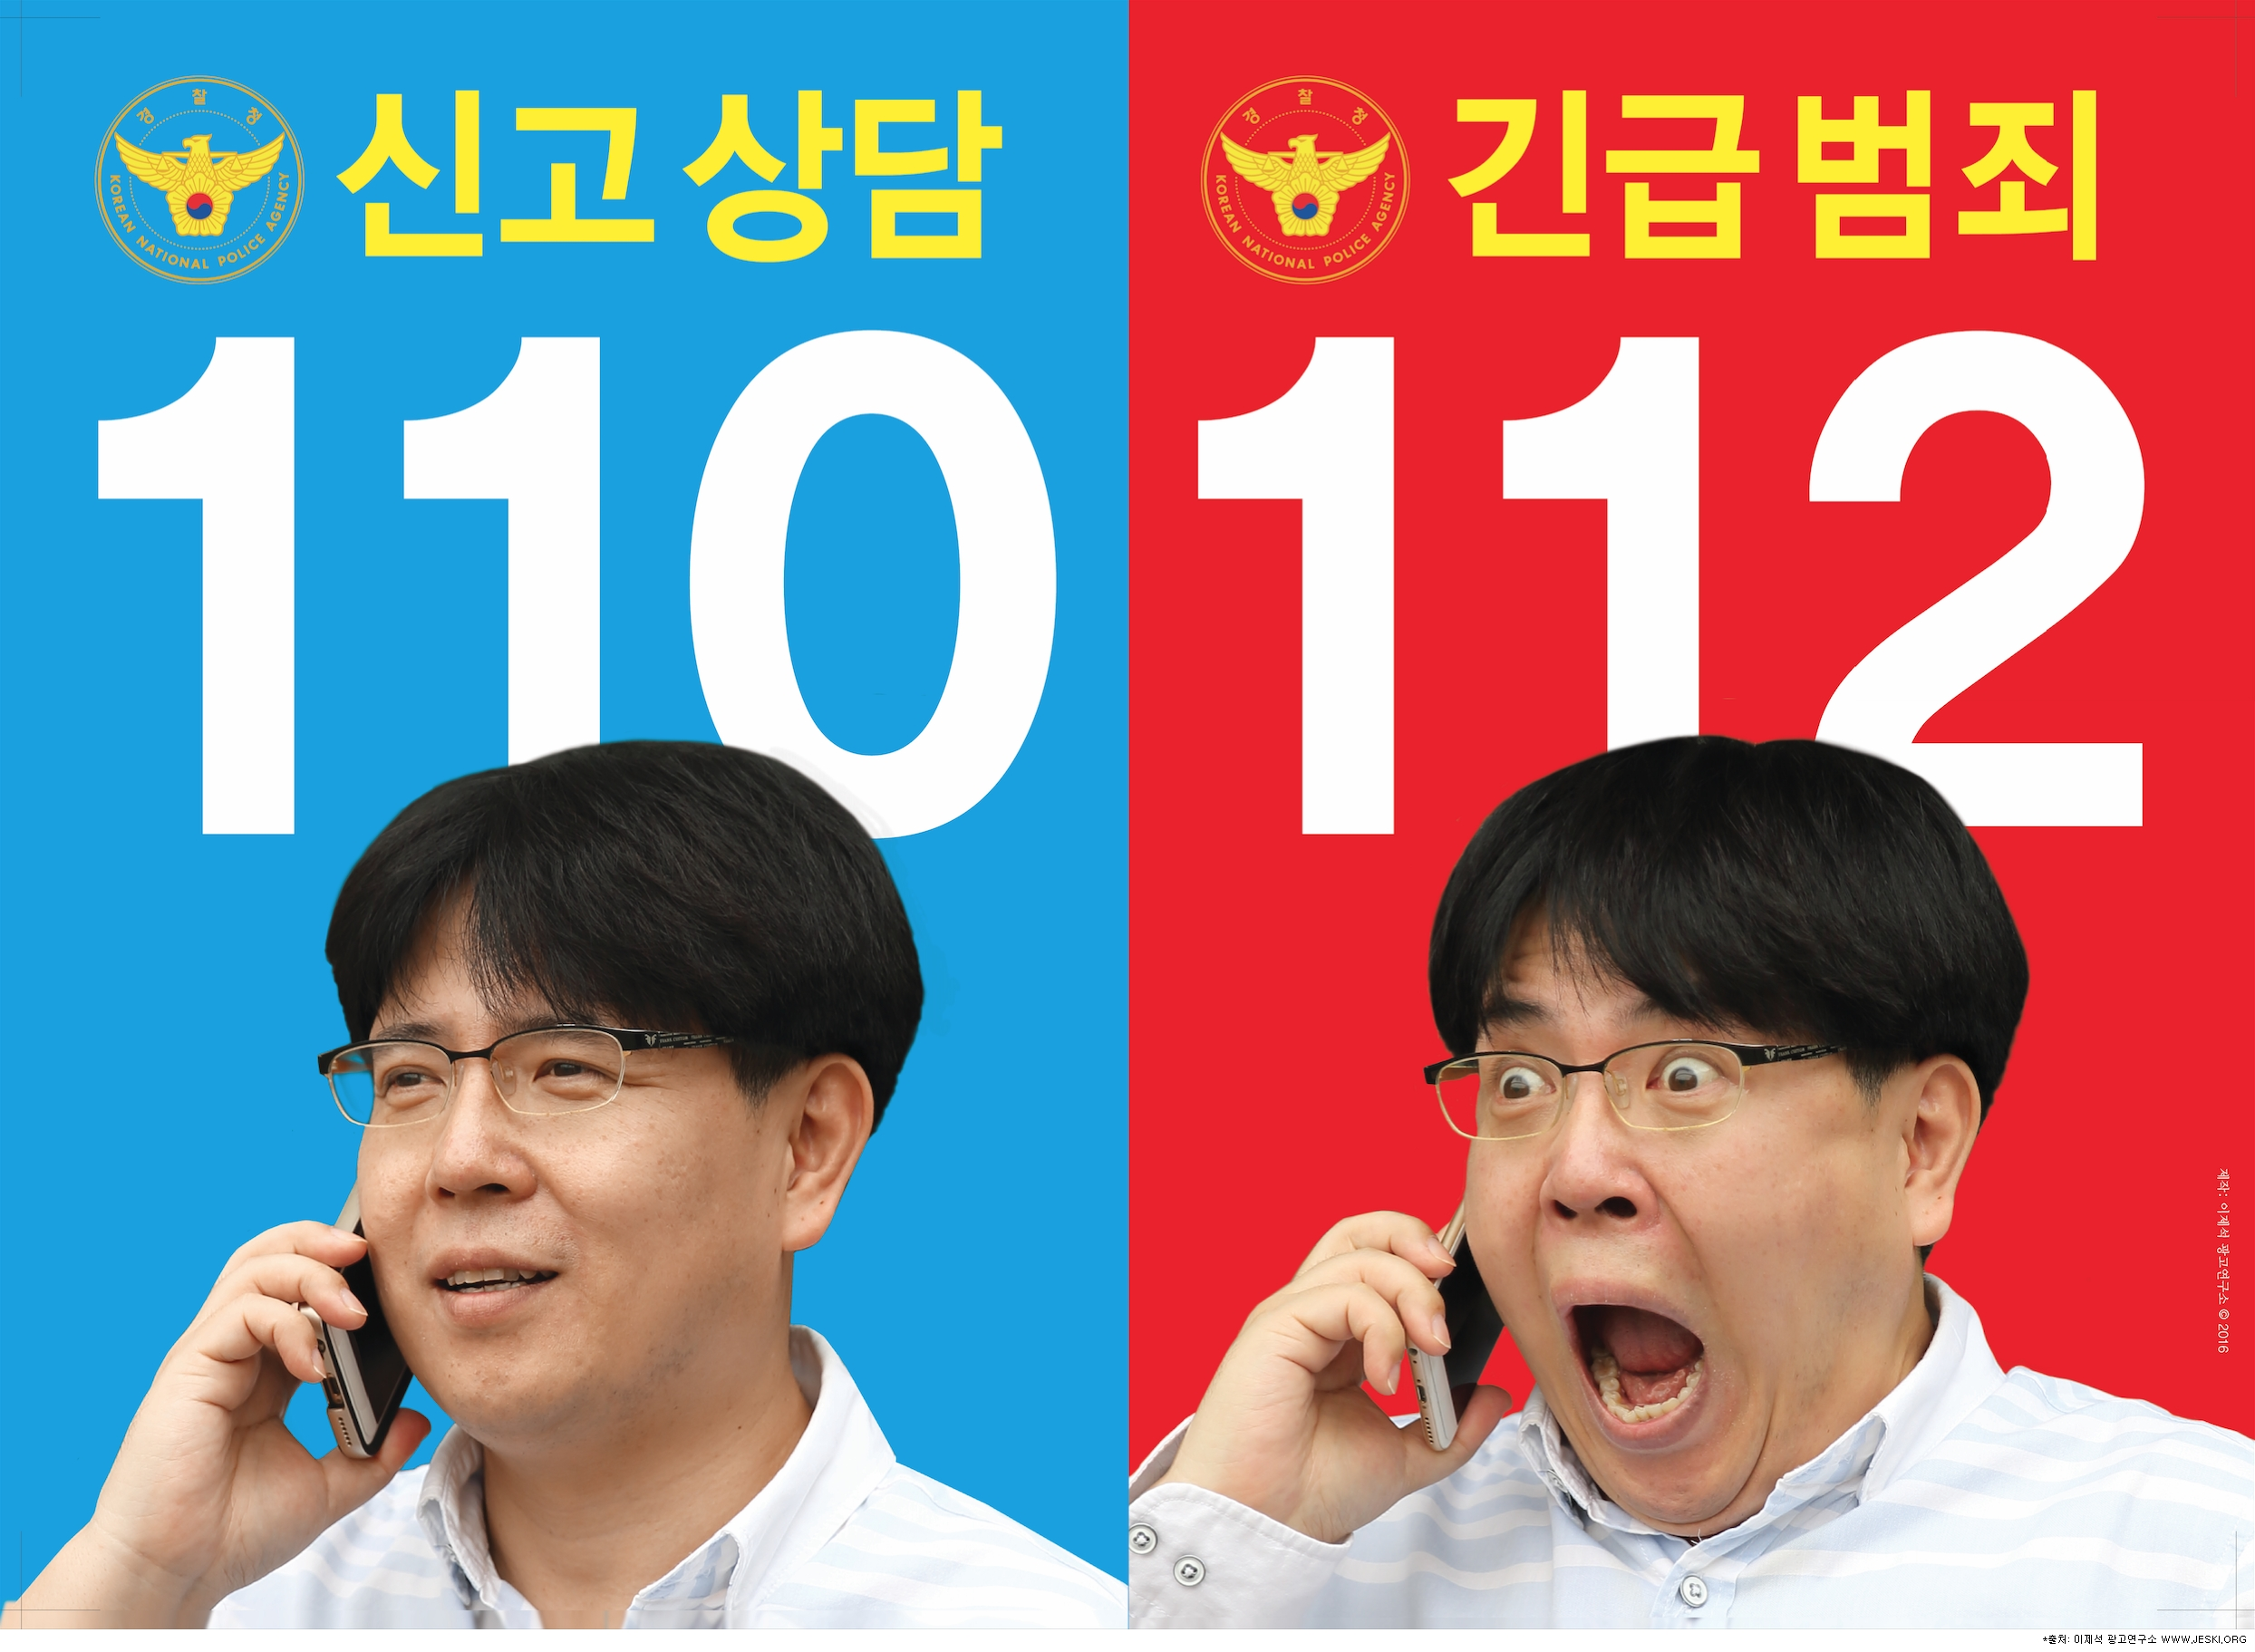 경찰청
KOREAN NATIONAL POLICE AGENCY
신고 상담
110
경찰청
KOREAN NATIONAL POLICE AGENCY
긴급 범죄
112
제작: 이제석 광고연구소 © 2016
*출처: 이제석 광고연구소 WWW.JESKI.ORG